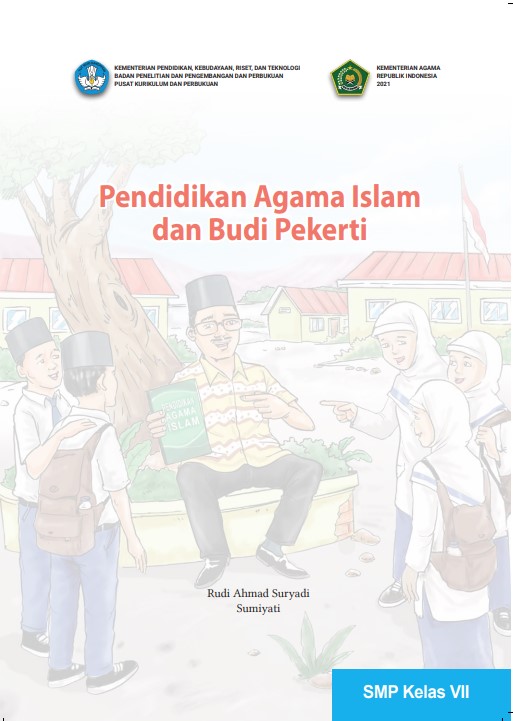 KEMENTERIAN PENDIDIKAN, KEBUDAYAAN, RISET, DAN TEKNOLOGI
BADAN PENELITIAN DAN PENGEMBANGAN DAN PERBUKUAN
PUSAT KURIKULUM DAN PERBUKUAN
KEMENTERIAN AGAMA
REPUBLIK INDONESIA
2021
Pendidikan Agama Islam
dan Budi Pekerti
AGAMA
ISLAM
Rudi Ahmad Suryadi
Sumiyati
SMP Kelas VII